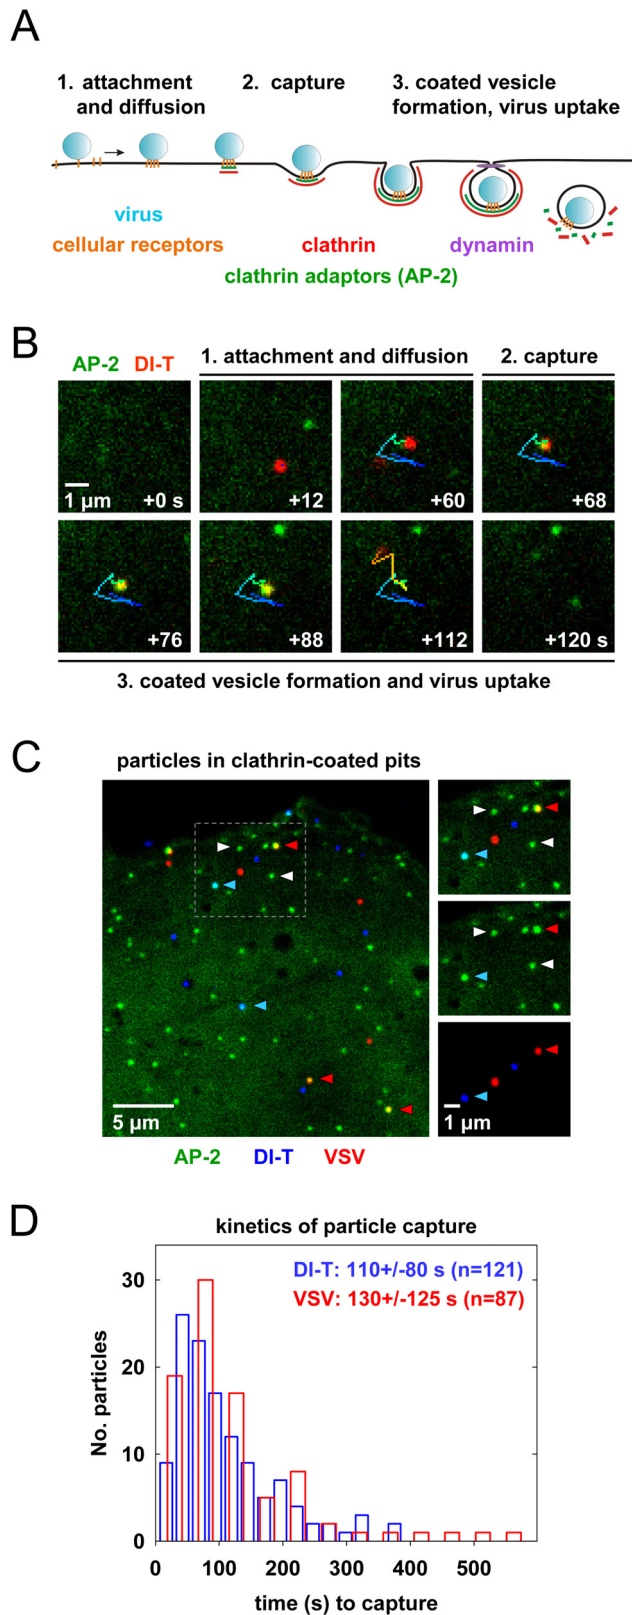 A
1. attachment
and diffusion
2. capture
3. coated vesicle
formation, virus uptake
virus
cellular receptors
clathrin
dynamin
clathrin adaptors (AP-2)
B
AP-2 DI-T
1. attachment and diffusion
2. capture
1 µm
+0 s
+12
+60
+68
+76
+88
+112
+120 s
3. coated vesicle formation and virus uptake
C
particles in clathrin-coated pits
5 µm
1 µm
AP-2 DI-T VSV
D
kinetics of particle capture
DI-T: 110+/-80 s (n=121)
VSV: 130+/-125 s (n=87)
No. particles
30
20
10
0
0 100 200 300 400 500
time (s) to capture